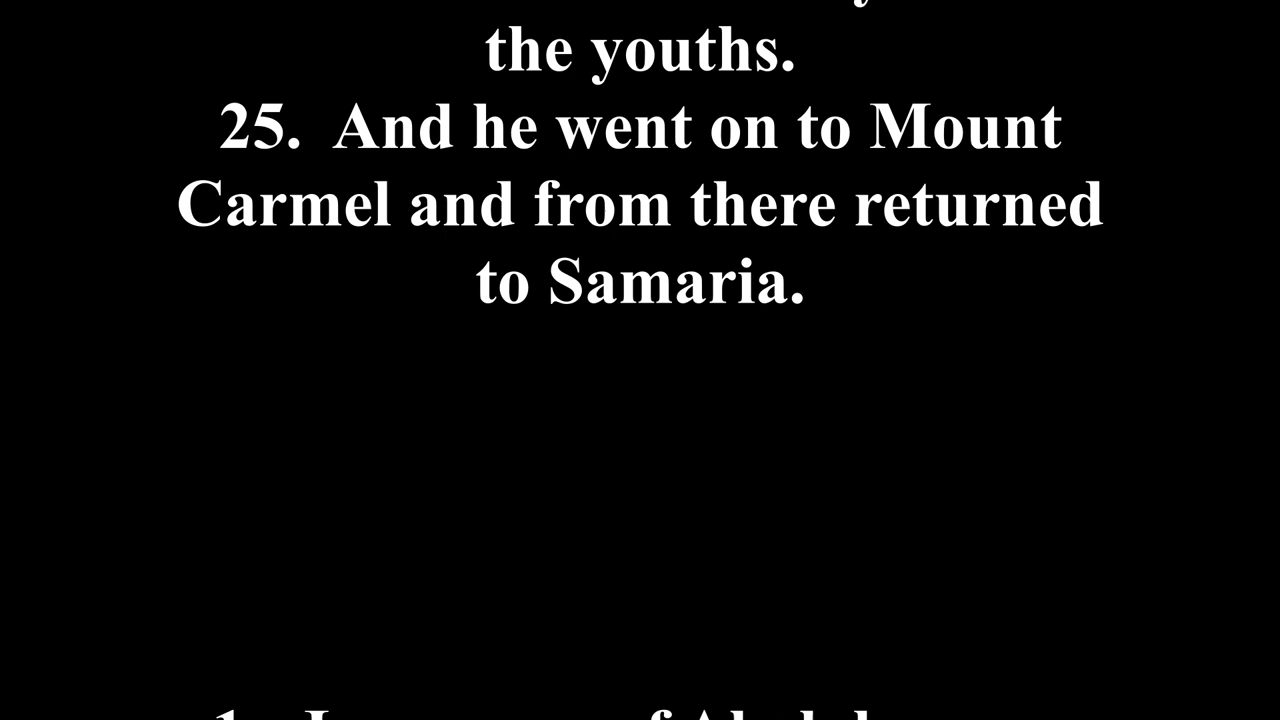 the youths.
25. And he went on to Mount
Carmel and from there returned
to Samaria.